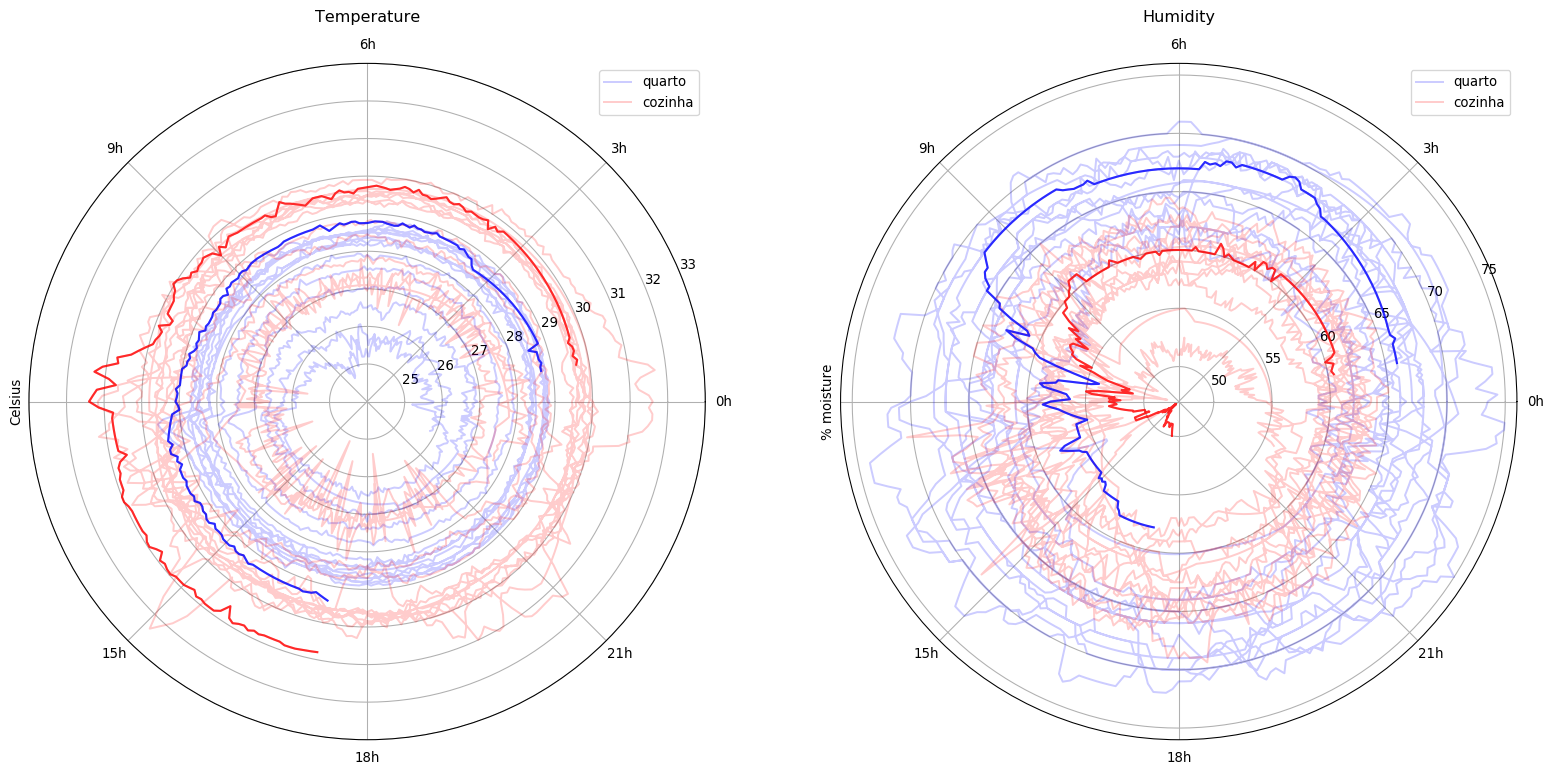 Temperature
6h
quarto
cozinha
9h
3h
33
32
31
30
29
28
27
26
25
Celsius
0h
15h
21h
18h
Humidity
6h
quarto
cozinha
9h
3h
75
70
65
60
55
50
% moisture
0h
15h
21h
18h